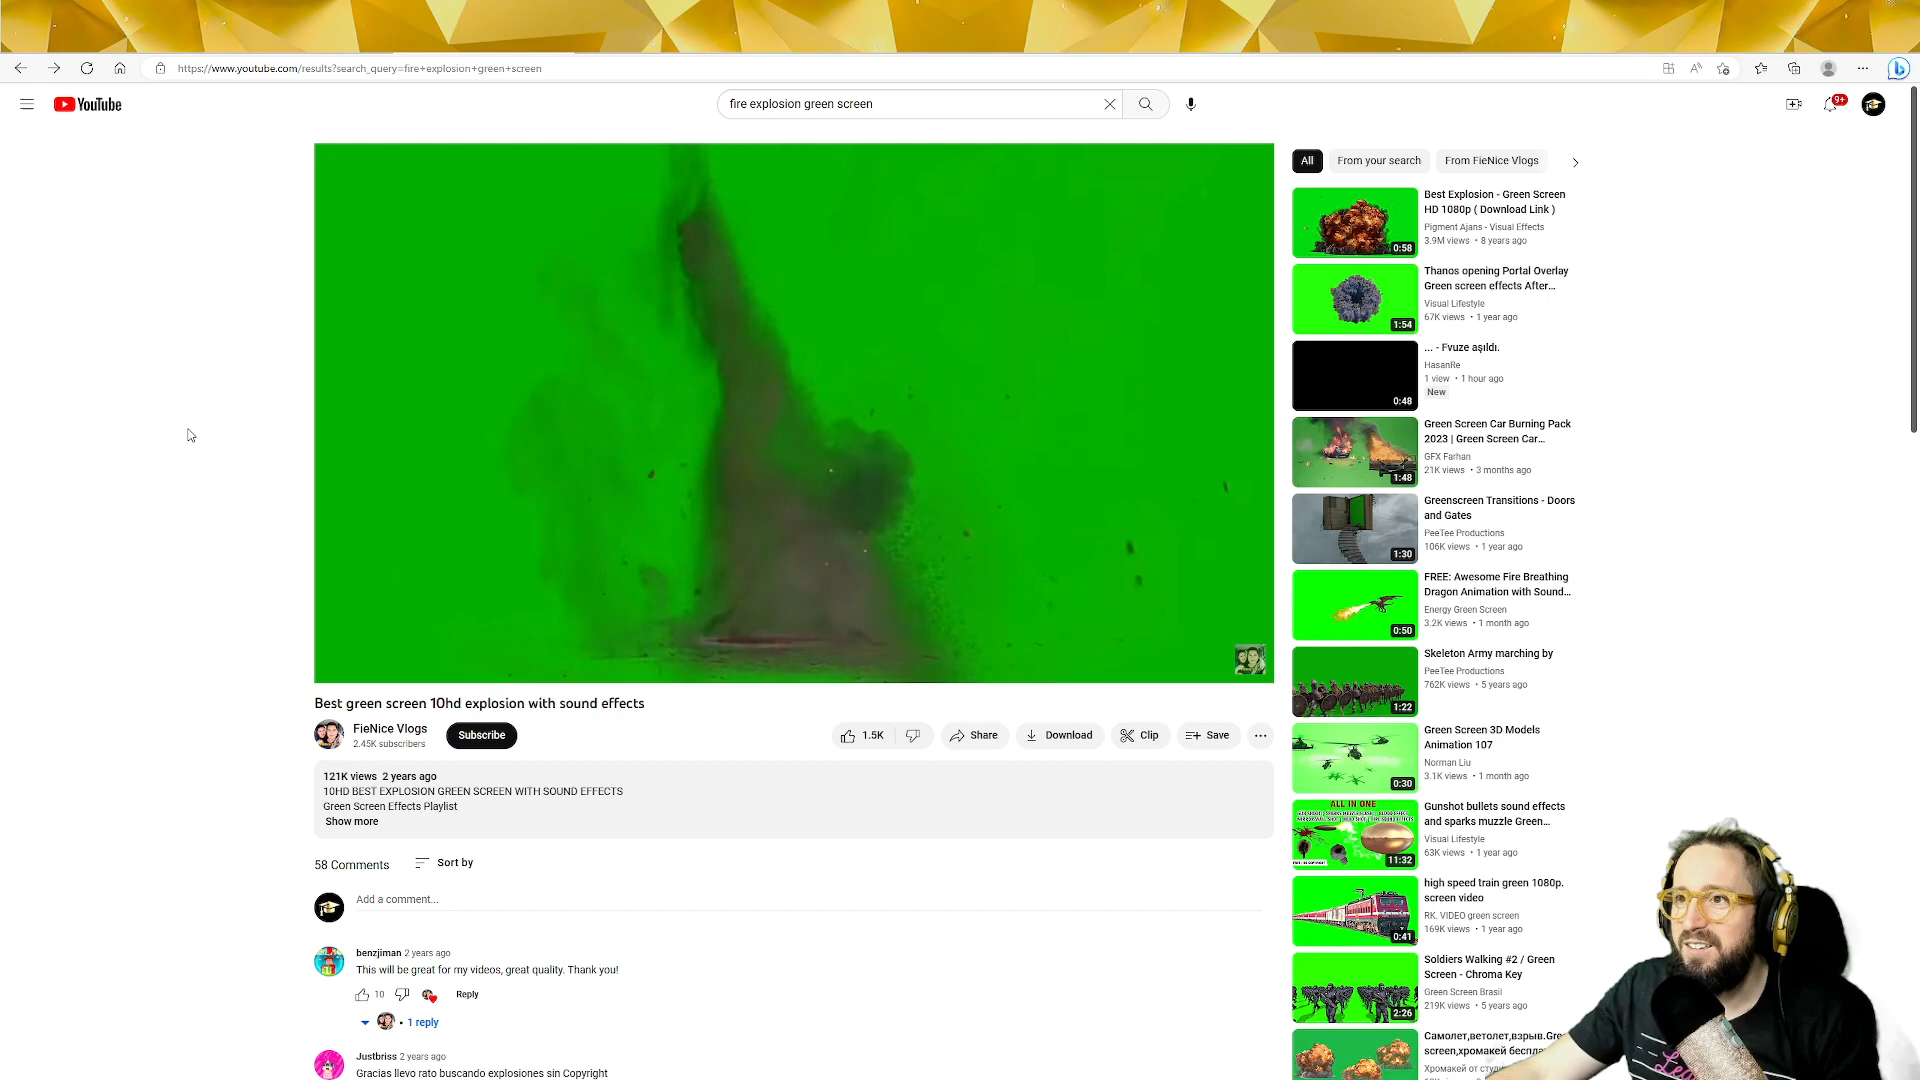 https://www.youtube.com/results?search_query=fire+explosion+green+screen
YouTube
fire explosion green screen
9+
All
From your search
From FieNice Vlogs
Best Explosion - Green Screen
HD 1080p ( Download Link )
Pigment Ajans - Visual Effects
3.9M views • 8 years ago
0:58
Thanos opening Portal Overlay
Green screen effects After...
Visual Lifestyle
67K views • 1 year ago
1:54
... - Fvuze aşıldı.
HasanRe
1 view • 1 hour ago
New
0:48
Green Screen Car Burning Pack
2023 | Green Screen Car...
GFX Farhan
21K views • 3 months ago
1:48
Greenscreen Transitions - Doors
and Gates
PeeTee Productions
106K views • 1 year ago
1:30
FREE: Awesome Fire Breathing
Dragon Animation with Sound...
Energy Green Screen
3.2K views • 1 month ago
0:50
Skeleton Army marching by
PeeTee Productions
762K views • 5 years ago
1:22
Green Screen 3D Models
Animation 107
Norman Liu
3.1K views • 1 month ago
0:30
ALL IN ONE
Gunshot bullets sound effects
and sparks muzzle Green...
Visual Lifestyle
63K views • 1 year ago
11:32
high speed train green 1080p.
screen video
RK. VIDEO green screen
169K views • 1 year ago
0:41
Soldiers Walking #2 / Green
Screen - Chroma Key
Green Screen Brasil
219K views • 5 years ago
2:26
Самолет,ветолет,взрыв.Gre
screen,хромакей беспла
Хромакей от студи
Best green screen 10hd explosion with sound effects
FieNice Vlogs
2.45K subscribers
Subscribe
1.5K
Share
Download
Clip
Save
121K views 2 years ago
10HD BEST EXPLOSION GREEN SCREEN WITH SOUND EFFECTS
Green Screen Effects Playlist
Show more
58 Comments
Sort by
Add a comment...
benzjiman 2 years ago
This will be great for my videos, great quality. Thank you!
10
Reply
• 1 reply
Justbriss 2 years ago
Gracias llevo rato buscando explosiones sin Copyright